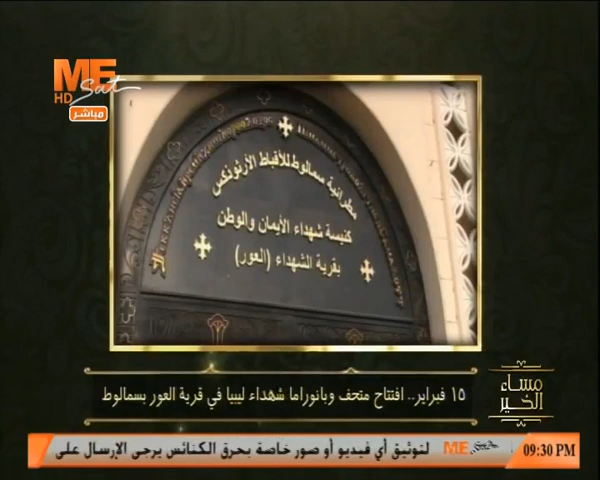 ME
Sat
HD
مباشر
مطرانية سمالوط للأقباط الأرثوذكس
كنيسة شهداء الأيمان والوطن
بقرية الشهداء (العور)
١٥ فبراير.. افتتاح متحف وبانوراما شهداء ليبيا في قرية العور بسمالوط
مساء الخير
لتوثيق أي فيديو أو صور خاصة بحرق الكنائس يرجى الإرسال على
ME Sat
09:30 PM